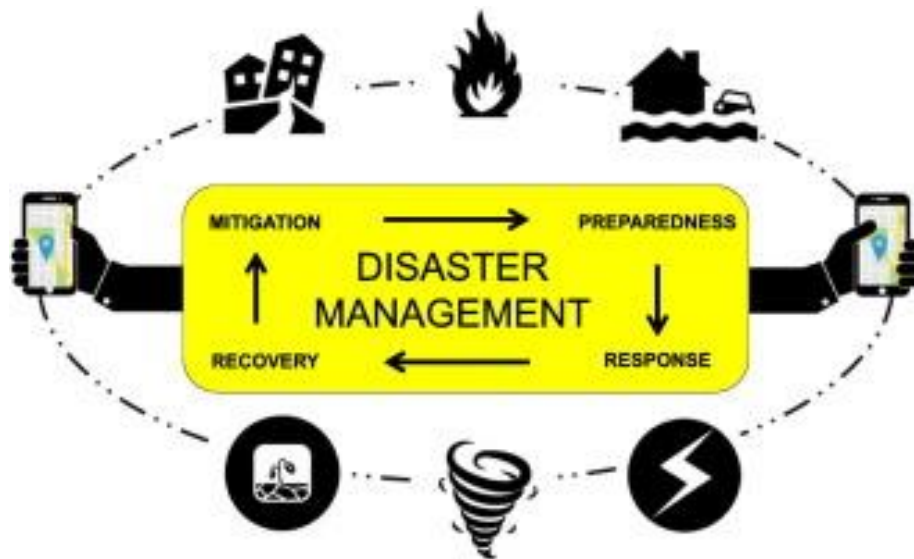 MITIGATION
PREPAREDNESS
DISASTER
MANAGEMENT
RECOVERY
RESPONSE